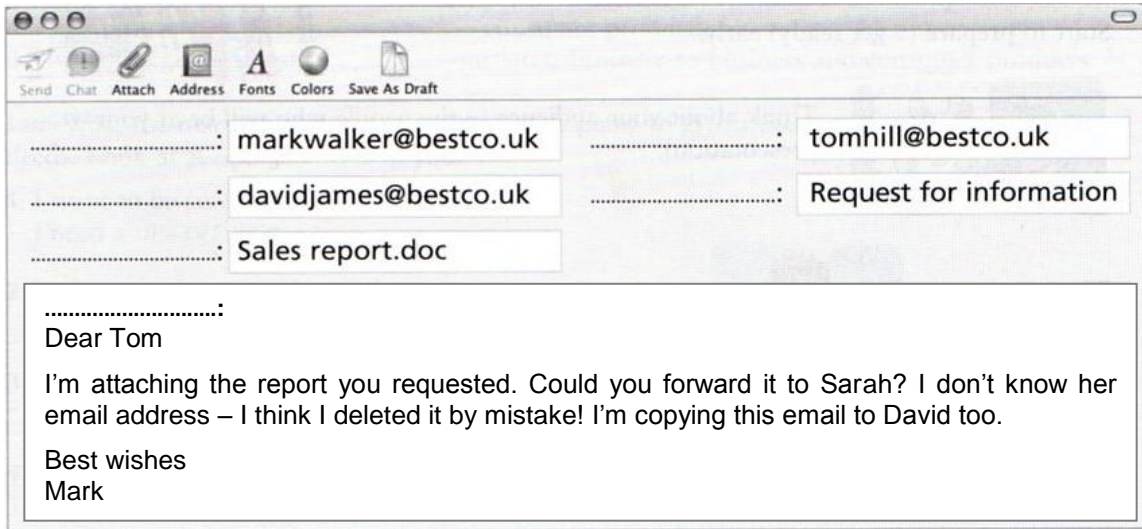 Send Chat Attach Address Fonts Colors Save As Draft
..............................: markwalker@bestco.uk
..............................: tomhill@bestco.uk
..............................: davidjames@bestco.uk
..............................: Request for information
..............................: Sales report.doc
..............................:
Dear Tom
I'm attaching the report you requested. Could you forward it to Sarah? I don't know her
email address – I think I deleted it by mistake! I'm copying this email to David too.
Best wishes
Mark